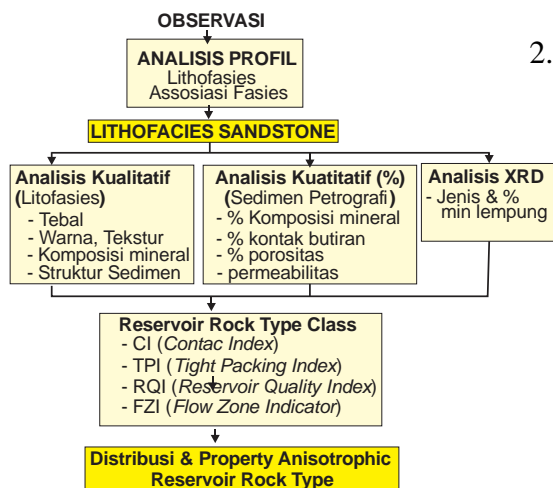 OBSERVASI
ANALISIS PROFIL
Lithofasies
Assosiasi Fasies
2.
LITHOFACIES SANDSTONE
Analisis Kualitatif
(Litofasies)
- Tebal
- Warna, Tekstur
- Komposisi mineral
- Struktur Sedimen
Analisis Kuatitatif (%)
(Sedimen Petrografi)
- % Komposisi mineral
- % kontak butiran
- % porositas
- permeabilitas
Analisis XRD
- Jenis & %
min lempung
Reservoir Rock Type Class
- CI (Contac Index)
- TPI (Tight Packing Index)
- RQI (Reservoir Quality Index)
- FZI (Flow Zone Indicator)
Distribusi & Property Anisotrophic
Reservoir Rock Type